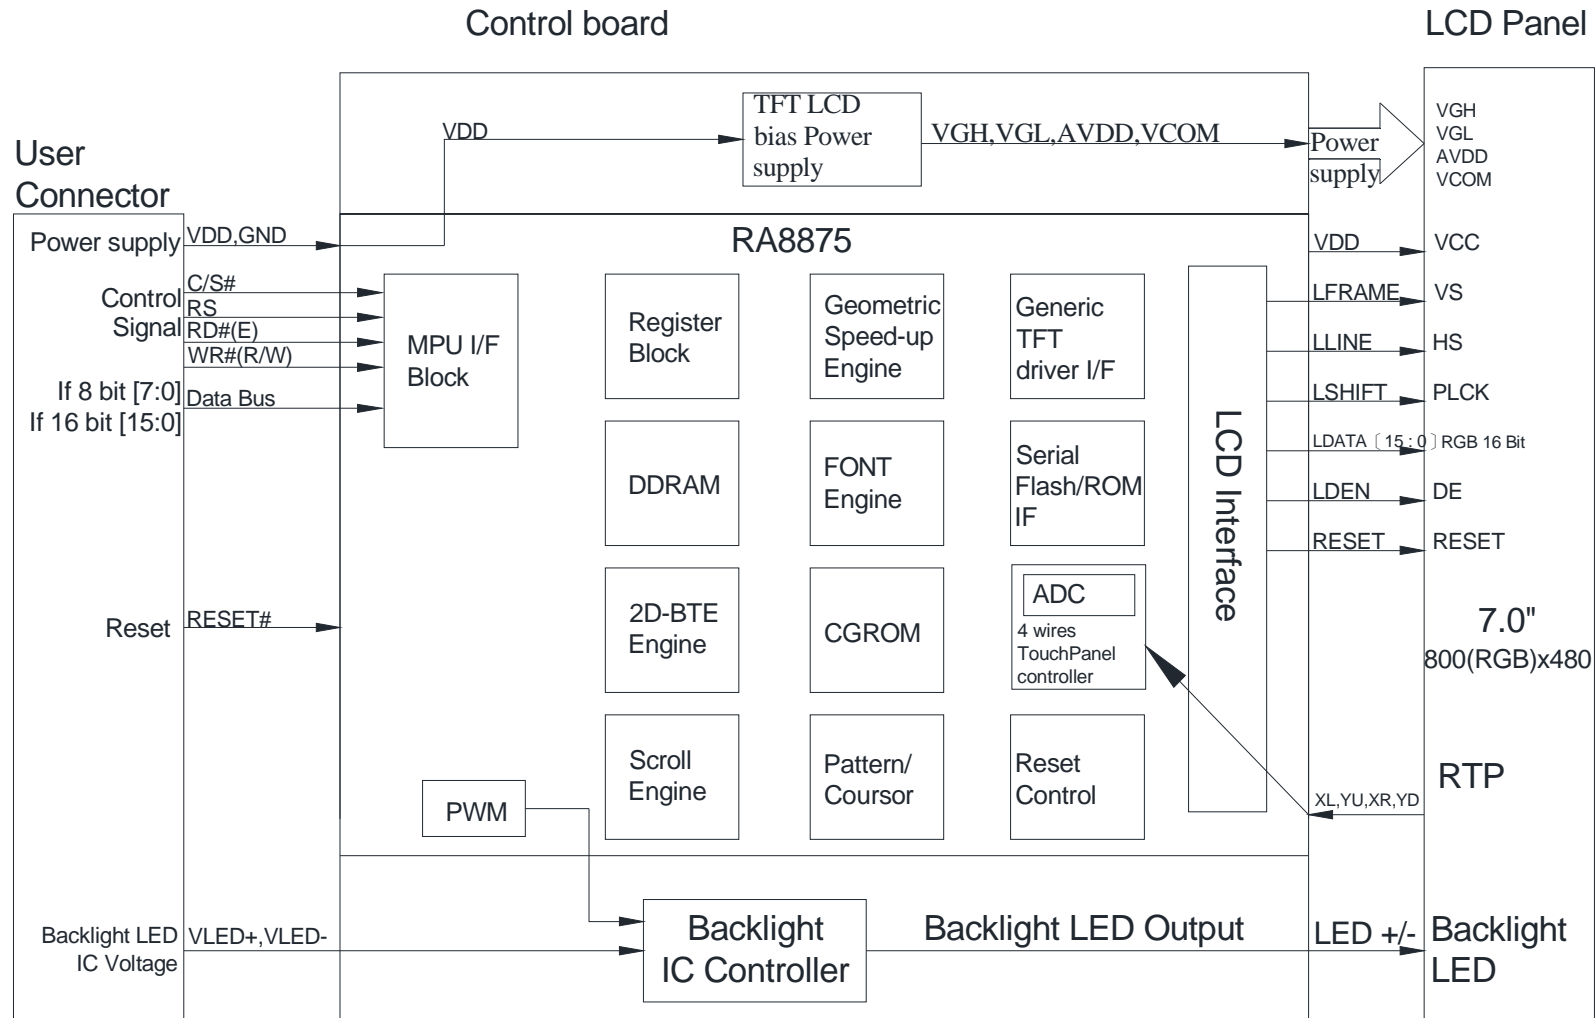 Control board
LCD Panel
User
Connector
VDD
TFT LCD
bias Power
supply
VGH,VGL,AVDD,VCOM
Power
supply
VGH
VGL
AVDD
VCOM
Power supply
VDD,GND
RA8875
VDD
VCC
Control
Signal
C/S#
RS
RD#(E)
WR#(R/W)
If 8 bit [7:0]
If 16 bit [15:0]
Data Bus
MPU I/F
Block
Register
Block
Geometric
Speed-up
Engine
Generic
TFT
driver I/F
DDRAM
FONT
Engine
Serial
Flash/ROM
IF
2D-BTE
Engine
CGROM
ADC
4 wires
TouchPanel
controller
Scroll
Engine
Pattern/
Coursor
Reset
Control
LCD Interface
LFRAME
VS
LLINE
HS
LSHIFT
PLCK
LDATA〔15:0〕
RGB 16 Bit
LDEN
DE
RESET
RESET
Reset
RESET#
7.0"
800(RGB)x480
RTP
XL,YU,XR,YD
PWM
Backlight LED
IC Voltage
VLED+,VLED-
Backlight
IC Controller
Backlight LED Output
LED +/-
Backlight
LED